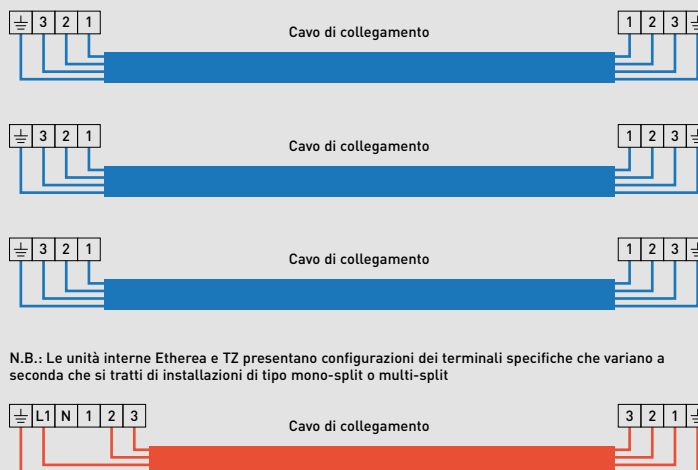 3 2 1 Cavo di collegamento 1 2 3
3 2 1 Cavo di collegamento 1 2 3
3 2 1 Cavo di collegamento 1 2 3
N.B.: Le unità interne Etherea e TZ presentano configurazioni dei terminali specifiche che variano a
seconda che si tratti di installazioni di tipo mono-split o multi-split
L1 N 1 2 3 Cavo di collegamento 3 2 1